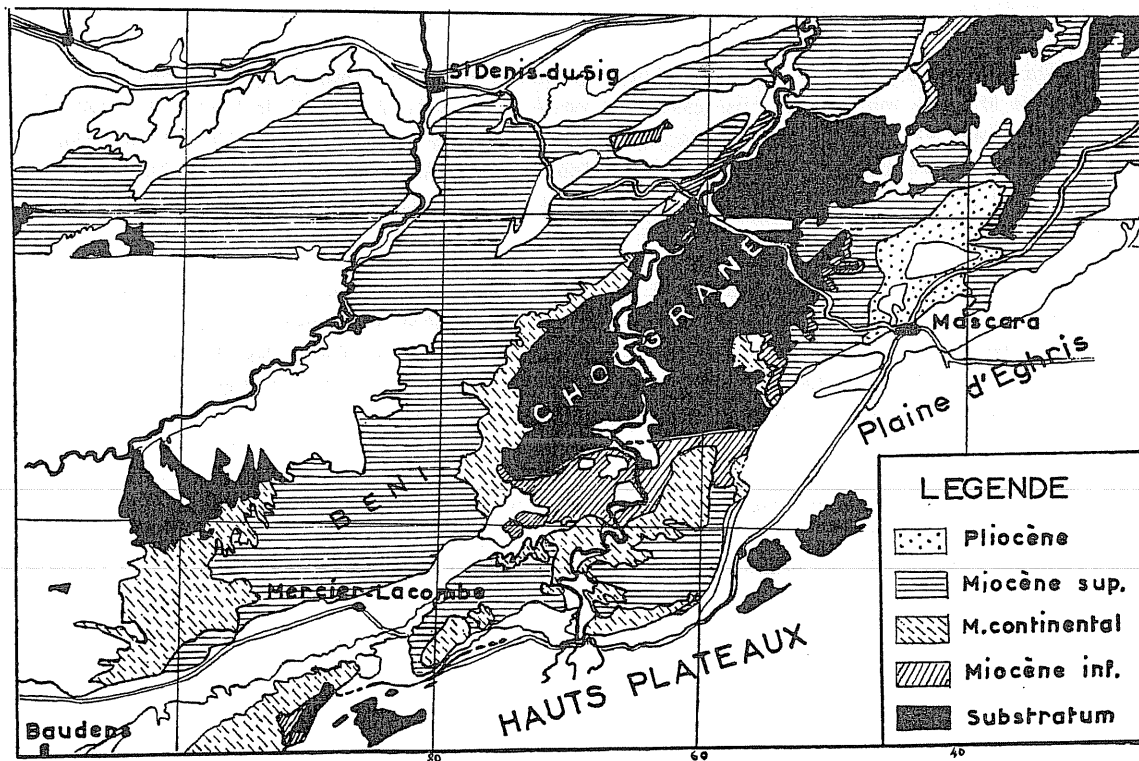 St Denis-du-Sig
BENI CHOUGRANE
Mascara
Plaine d'Eghris
Mercier-Lacombe
HAUTS PLATEAUX
Baudens
LEGENDE
Pliocène
Miocène sup.
M.continental
Miocène inf.
Substratum
80
60
40